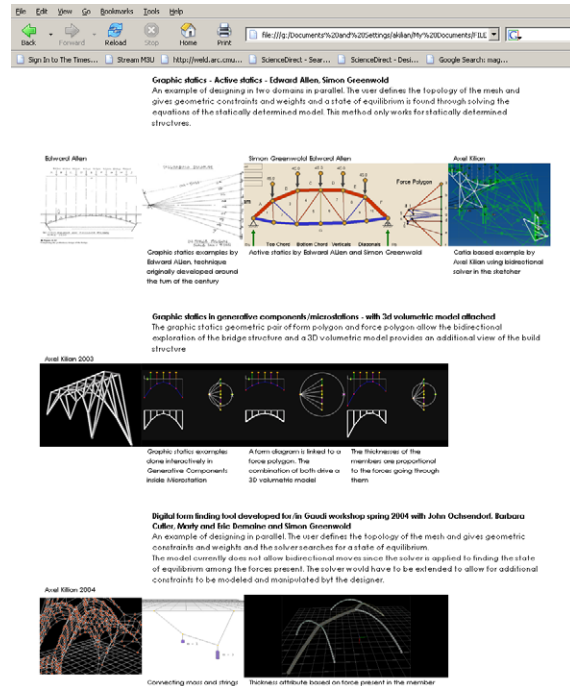 File Edit View Go Bookmarks Tools Help
Back Forward Reload Stop Home Print file:///g:/Documents%20and%20Settings/akilian/My%20Documents/FILE
Sign In to The Times... Stream M3U http://weld.arc.cmu... ScienceDirect - Sear... ScienceDirect - Desi... Google Search: mag...
Graphic statics - Active statics - Edward Allen, Simon Greenwold
An example of designing in two domains in parallel. The user defines the topology of the mesh and
gives geometric constraints and weights and a state of equilibrium is found through solving the
equations of the statically determined model. This method only works for statically determined
structures.
Edward Allen
Simon Greenwold Edward Allen
Axel Kilian
Force Polygon
Top Chord Bottom Chord Verticals Diagonals
Graphic statics examples by
Edward Allen, technique
originally developed around
the turn of the century
Active statics by Edward Allen and Simon Greenwold
Catia based example by
Axel Kilian using bidirectional
solver in the sketcher
Graphic statics in generative components/microstations - with 3d volumetric model attached
The graphic statics geometric pair of form polygon and force polygon allow the bidirectional
exploration of the bridge structure and a 3D volumetric model provides an additional view of the build
structure
Axel Kilian 2003
Graphic statics examples
done interactively in
Generative Components
inside Microstation
A form diagram is linked to a
force polygon. The
combination of both drive a
3D volumetric model
The thicknesses of the
members are proportional
to the forces going through
them
Digital form finding tool developed for/in Gaudi workshop spring 2004 with John Ochsendorf, Barbara
Cutler, Marty and Eric Demaine and Simon Greenwold
An example of designing in parallel. The user defines the topology of the mesh and gives geometric
constraints and weights and the solver searches for a state of equilibrium.
The model currently does not allow bidirectional moves since the solver is applied to finding the state
of equilibrium among the forces present. The solver would have to be extended to allow for additional
constraints to be modeled and manipulated byt the designer.
Axel Kilian 2004
Connecting mass and strings
Thickness attribute based on force present in the member